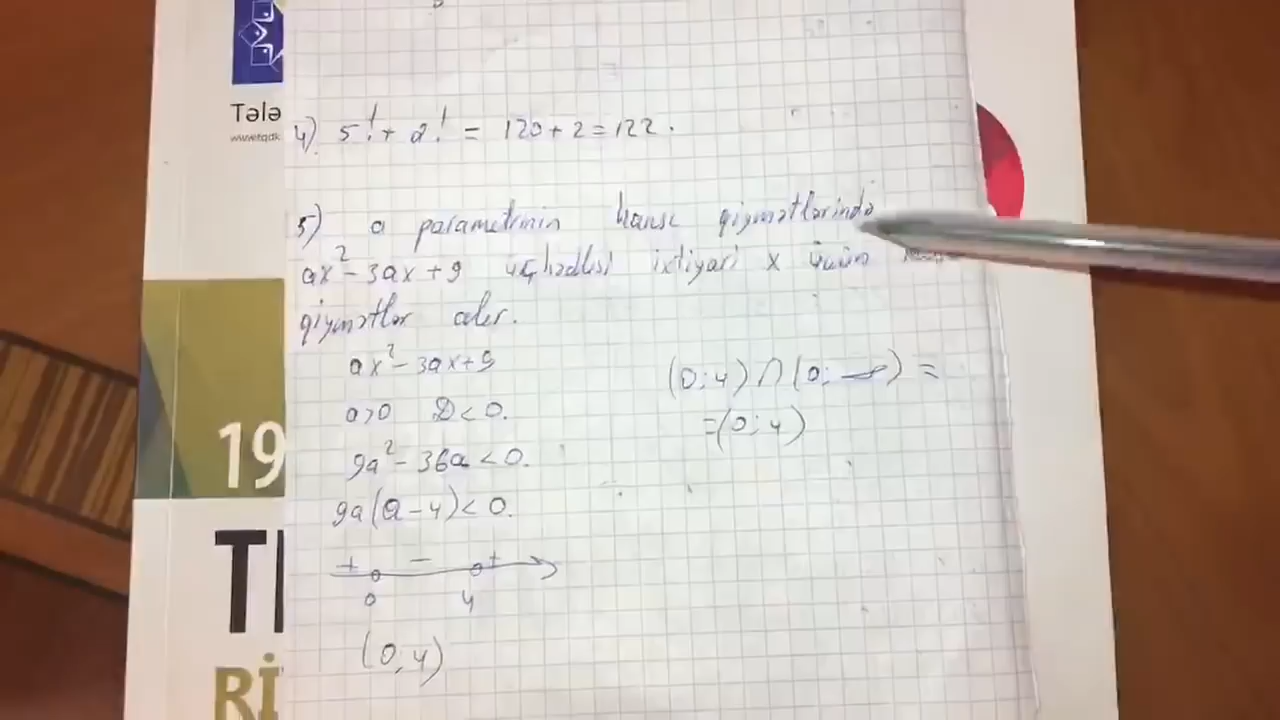 Tələ
www.tqdk
4) 5! + 2! = 120 + 2 = 122.
5) a parametrinin hansı qiymətlərində
ax² - 3ax + 9 üçhədlisi ixtiyari x üçün
qiymətlər alır.
ax² - 3ax + 9
a>0 D < 0.
9a² - 36a < 0.
9a(a - 4) < 0.
+ - +
0 4
(0; 4)
(0; 4) ∩ (0; ∞) =
= (0; 4)
19
Rİ